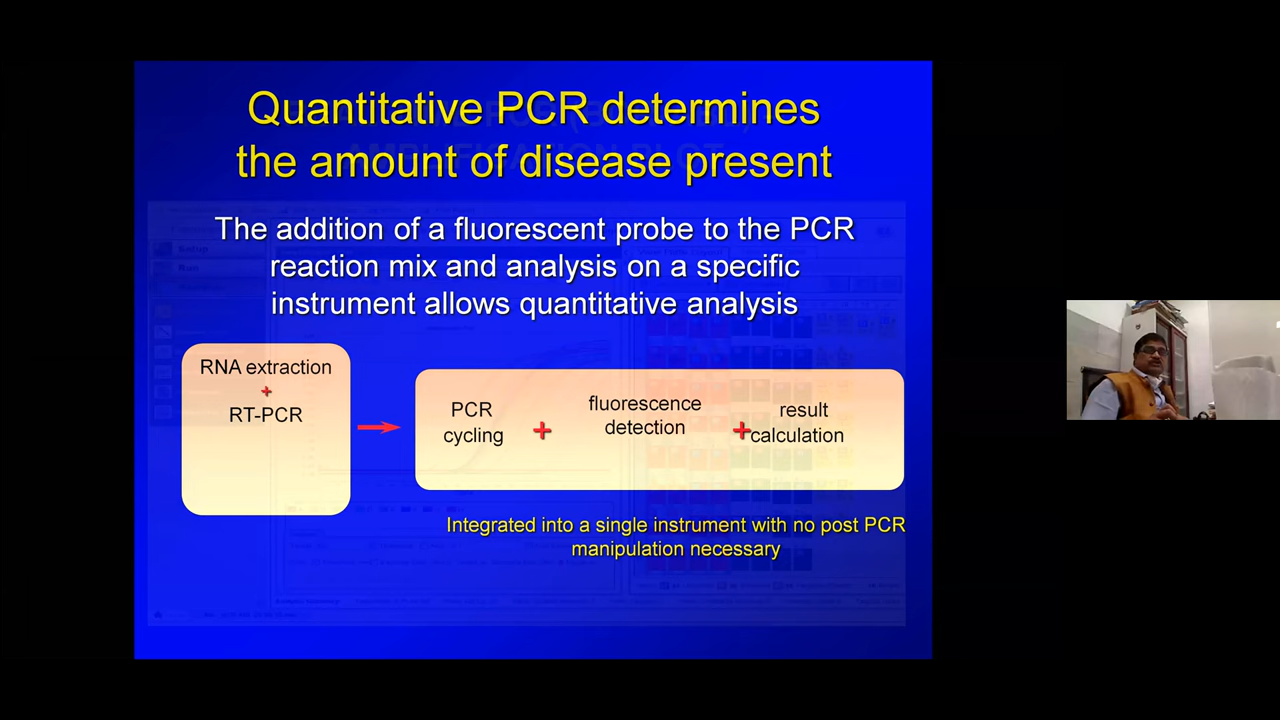 Quantitative PCR determines
the amount of disease present
The addition of a fluorescent probe to the PCR
reaction mix and analysis on a specific
instrument allows quantitative analysis
RNA extraction
+
RT-PCR
PCR
cycling
+
fluorescence
detection
+
result
calculation
Integrated into a single instrument with no post PCR
manipulation necessary
Setup
Run